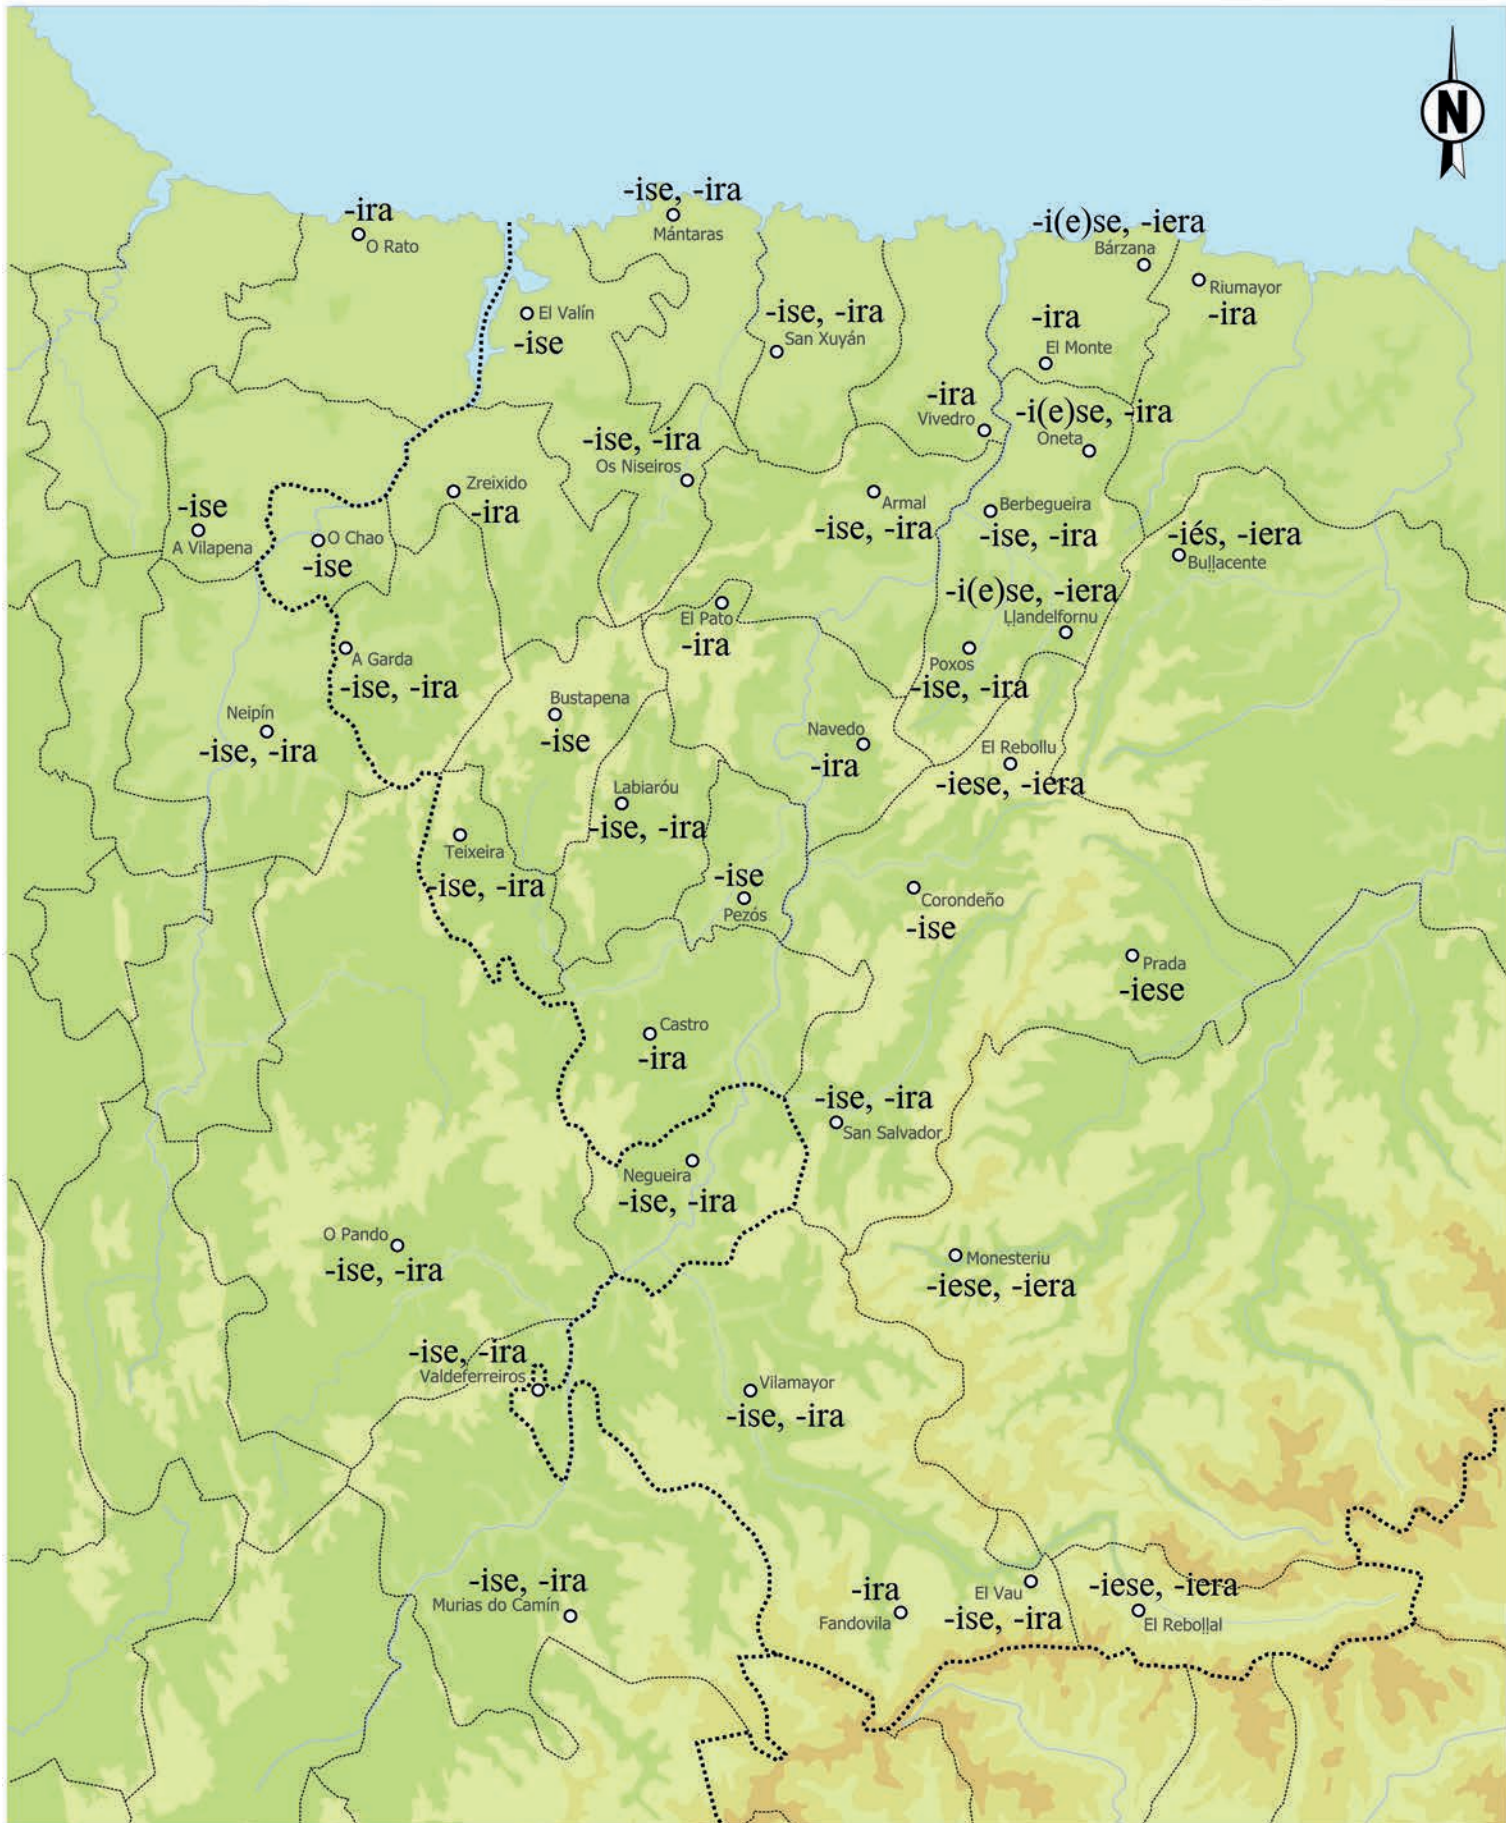 N
-ise, -ira
Mántaras
-ira
O Rato
-i(e)se, -iera
Bárzana
Riumayor
-ira
El Valín
-ise
-ise, -ira
San Xuyán
-ira
El Monte
-ira
Vivedro
-i(e)se, -ira
Oneta
-ise, -ira
Os Niseiros
Zreixido
-ira
Armal
-ise, -ira
Berbegueira
-ise, -ira
-ise
A Vilapena
O Chao
-ise
-iés, -iera
Buḷḷacente
-i(e)se, -iera
Ḷḷandelfornu
El Pato
-ira
A Garda
-ise, -ira
Poxos
-ise, -ira
Bustapena
-ise
Neipín
-ise, -ira
Navedo
-ira
El Rebollu
-iese, -iera
Labiaróu
-ise, -ira
Teixeira
-ise, -ira
-ise
Pezós
Corondeño
-ise
Prada
-iese
Castro
-ira
-ise, -ira
San Salvador
Negueira
-ise, -ira
O Pando
-ise, -ira
Monesteriu
-iese, -iera
-ise, -ira
Valdeferreiros
Vilamayor
-ise, -ira
-ise, -ira
Murias do Camín
-ira
Fandovila
El Vau
-ise, -ira
-iese, -iera
El Reboḷḷal